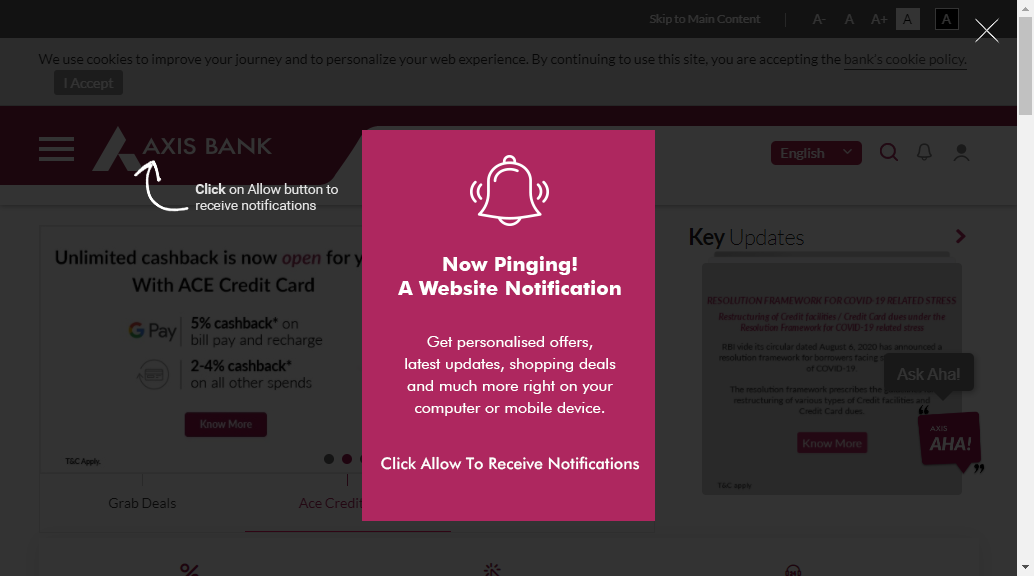 Skip to Main Content
A- A A+ A A
We use cookies to improve your journey and to personalize your web experience. By continuing to use this site, you are accepting the bank's cookie policy.
I Accept
AXIS BANK
English
Click on Allow button to
receive notifications
Now Pinging!
A Website Notification
Get personalised offers,
latest updates, shopping deals
and much more right on your
computer or mobile device.
Click Allow To Receive Notifications
Unlimited cashback is now open for y
With ACE Credit Card
G Pay
5% cashback* on
bill pay and recharge
2-4% cashback*
on all other spends
Know More
T&C Apply.
Grab Deals
Ace Credit
Key Updates
RESOLUTION FRAMEWORK FOR COVID-19 RELATED STRESS
Restructuring of Credit facilities / Credit Card dues under the
Resolution Framework for COVID-19 related stress
RBI vide its circular dated August 6, 2020 has announced a
resolution framework for borrowers facing
of COVID-19
The resolution framework prescribes the
restructuring of various types of Credit facilities and
Credit Card dues.
Know More
T&C apply
Ask Aha!
AXIS
AHA!